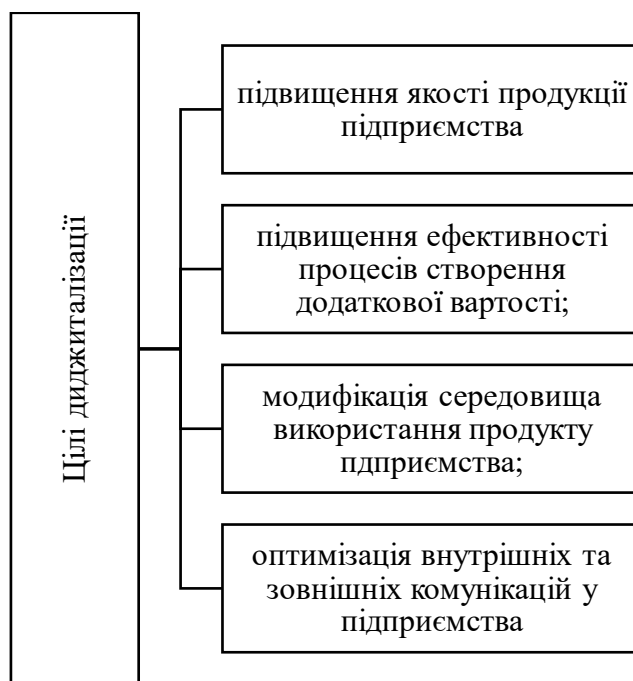 Цілі диджиталізації
підвищення якості продукції
підприємства
підвищення ефективності
процесів створення
додаткової вартості;
модифікація середовища
використання продукту
пдприємства;
оптимізація внутрішніх та
зовнішніх комунікацій у
підприємства